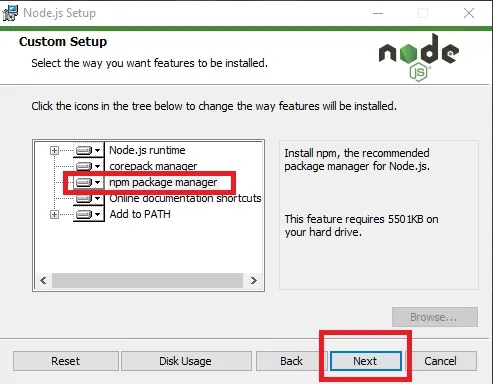 Node.js Setup
Custom Setup
Select the way you want features to be installed.
node
JS
Click the icons in the tree below to change the way features will be installed.
Node.js runtime
corepack manager
npm package manager
Online documentation shortcuts
Add to PATH
Install npm, the recommended
package manager for Node.js.
This feature requires 5501KB on
your hard drive.
Browse...
Reset
Disk Usage
Back
Next
Cancel